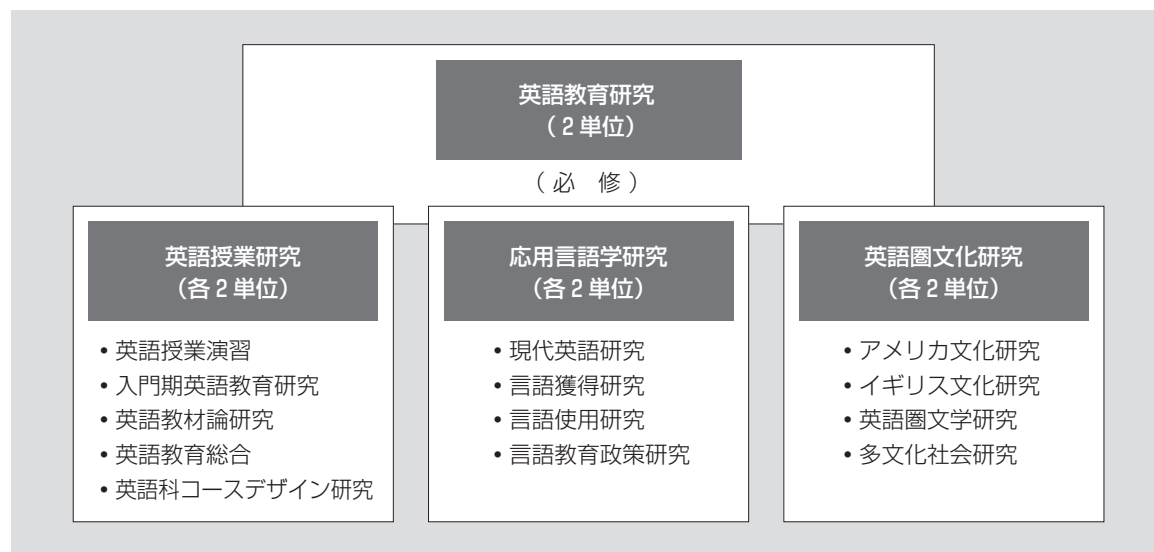 英語教育研究
（2単位）
（必　修）
英語授業研究
（各2単位）
• 英語授業演習
• 入門期英語教育研究
• 英語教材論研究
• 英語教育総合
• 英語科コースデザイン研究
応用言語学研究
（各2単位）
• 現代英語研究
• 言語獲得研究
• 言語使用研究
• 言語教育政策研究
英語圏文化研究
（各2単位）
• アメリカ文化研究
• イギリス文化研究
• 英語圏文学研究
• 多文化社会研究